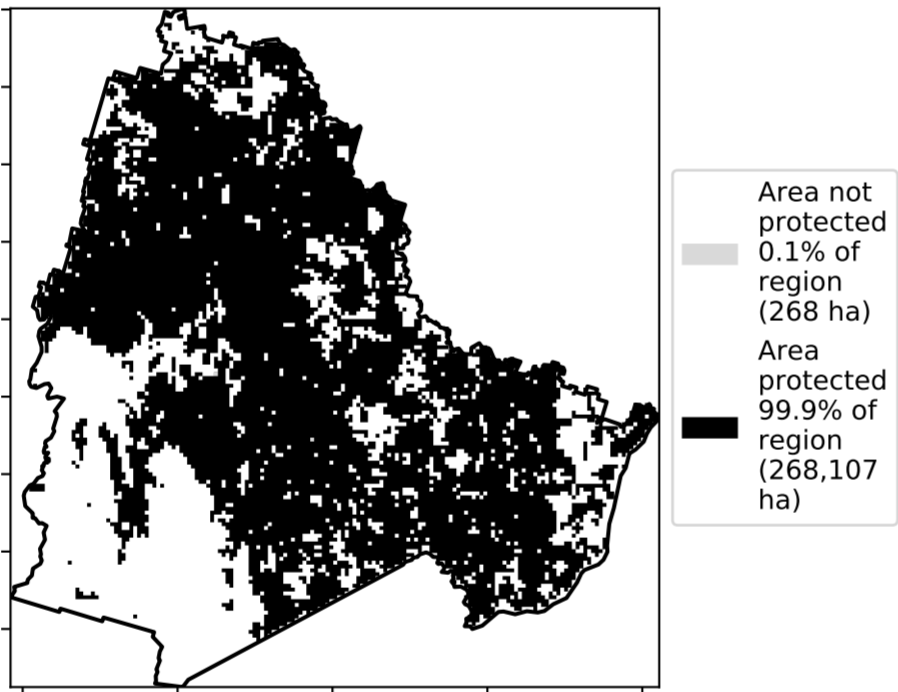 Area not
protected
0.1% of
region
(268 ha)
Area
protected
99.9% of
region
(268,107
ha)